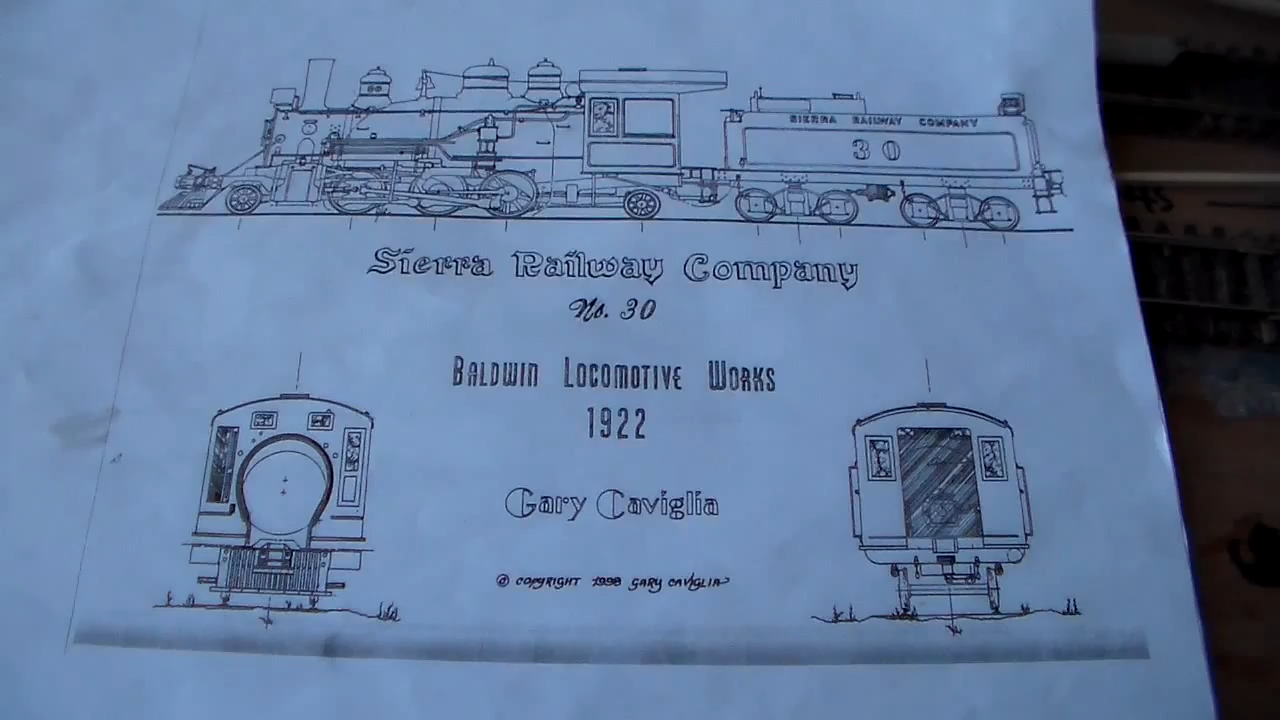 SIERRA RAILWAY COMPANY
30
Sierra Railway Company
No. 30
BALDWIN LOCOMOTIVE WORKS
1922
Gary Caviglia
© COPYRIGHT 1998 GARY CAVIGLIA